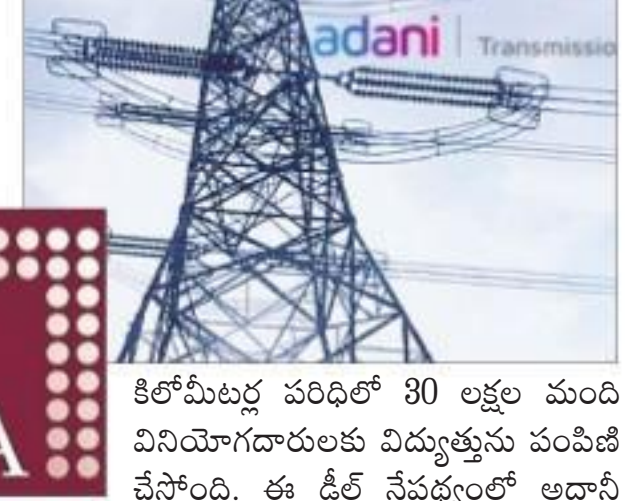 adani | Transmissio
A
కిలోమీటర్ల పరిధిలో 30 లక్షల మంది
వినియోగదారులకు విద్యుత్తును పంపిణి
చేస్తోంది. ఈ డీల్ నేపథ్యంలో అదానీ